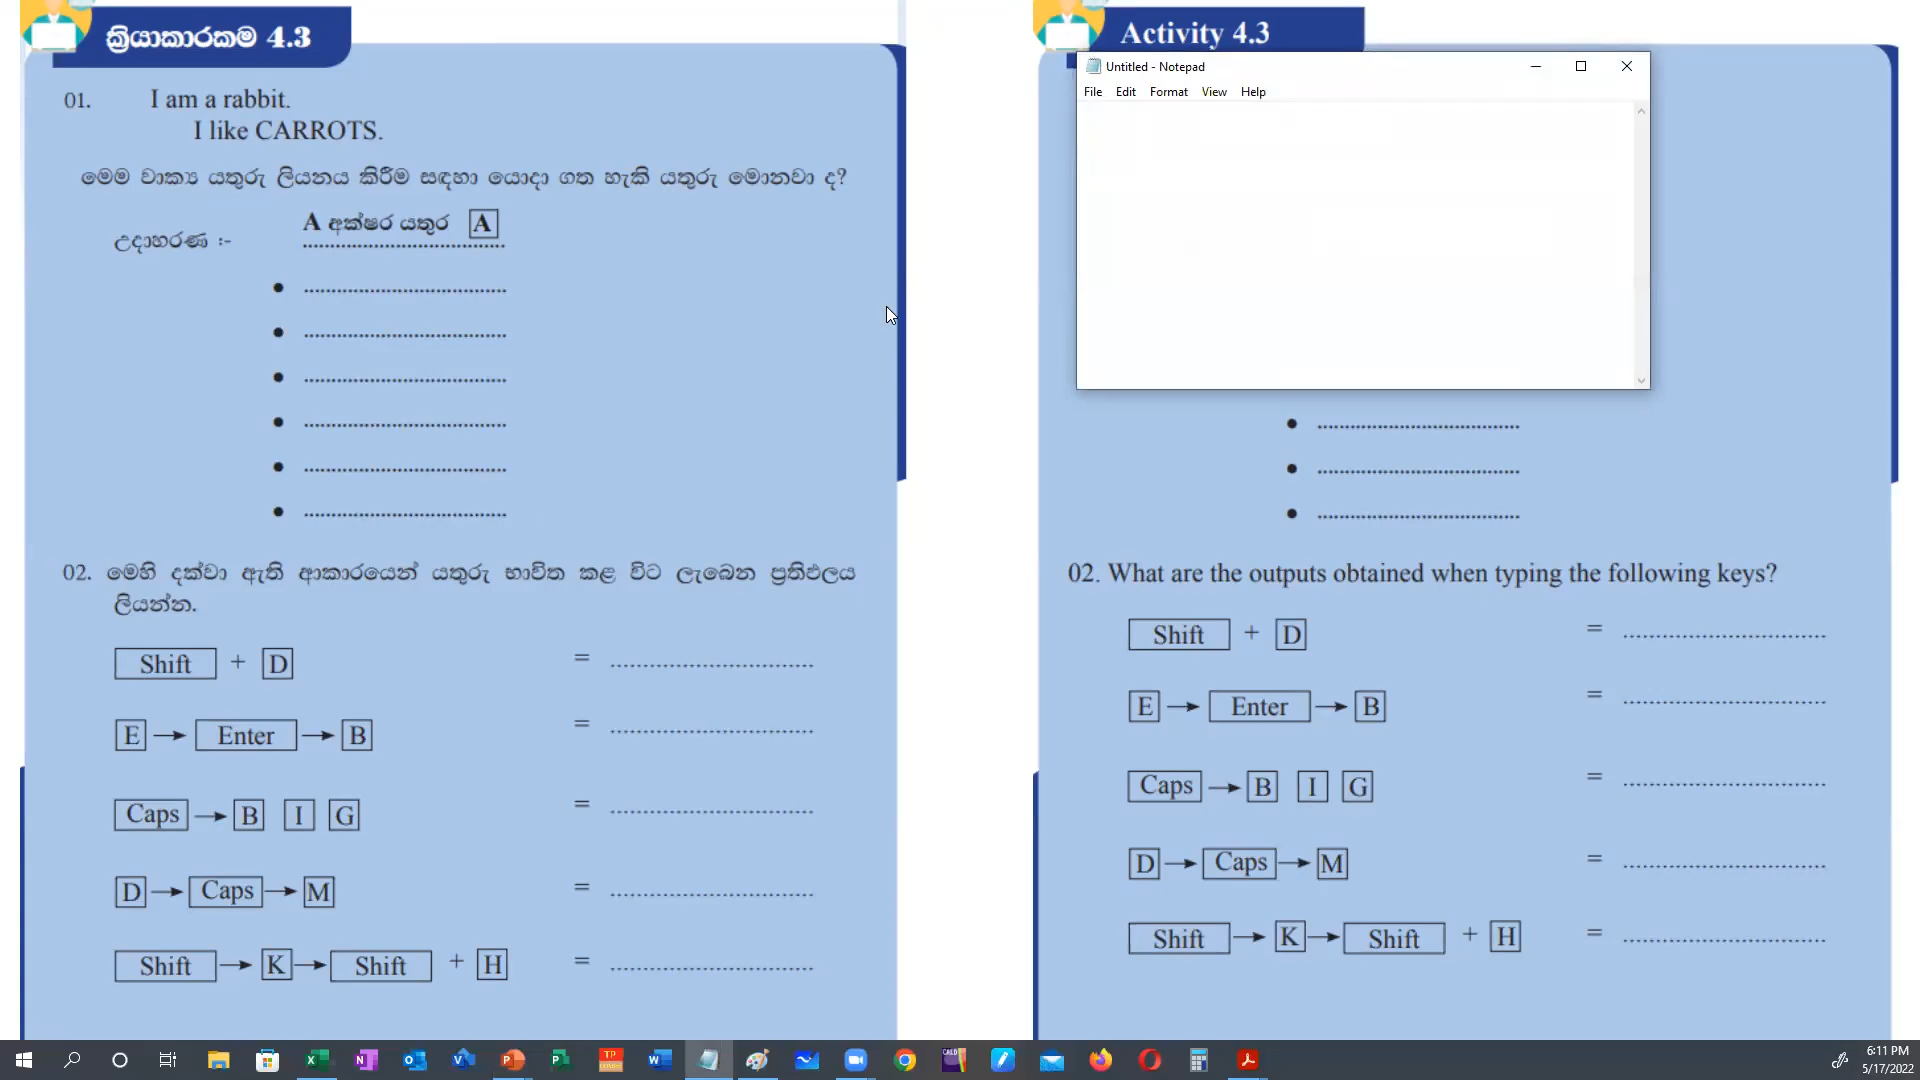 ක්‍රියාකාරකම 4.3
01. I am a rabbit.
I like CARROTS.
මෙම වාක්‍ය යතුරු ලියනය කිරීම සඳහා යොදා ගත හැකි යතුරු මොනවා ද?
A අක්ෂර යතුර A
උදාහරණ :- ....................................
• ....................................
• ....................................
• ....................................
• ....................................
• ....................................
• ....................................
02. මෙහි දක්වා ඇති ආකාරයෙන් යතුරු භාවිත කළ විට ලැබෙන ප්‍රතිඵලය
ලියන්න.
Shift + D = ....................................
E → Enter → B = ....................................
Caps → B I G = ....................................
D → Caps → M = ....................................
Shift → K → Shift + H = ....................................
Activity 4.3
Untitled - Notepad
File Edit Format View Help
• ....................................
• ....................................
• ....................................
02. What are the outputs obtained when typing the following keys?
Shift + D = ....................................
E → Enter → B = ....................................
Caps → B I G = ....................................
D → Caps → M = ....................................
Shift → K → Shift + H = ....................................
TP
CALD
6:11 PM
5/17/2022